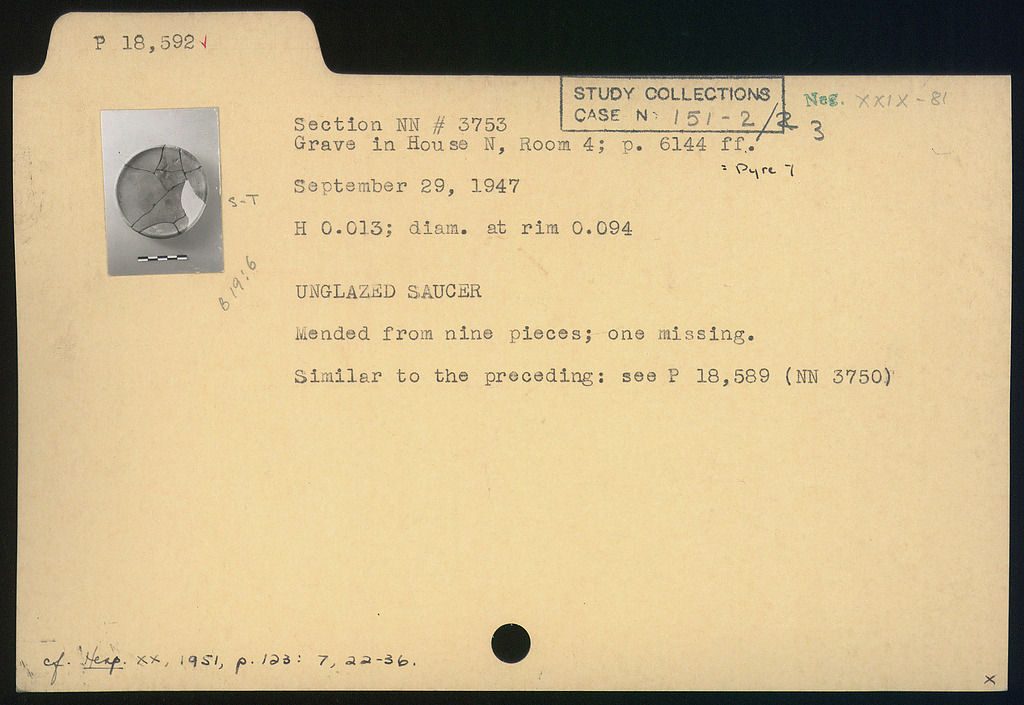 P 18,592 ✓
STUDY COLLECTIONS
CASE No 151-2/2 3
Neg. XXIX-81
Section NN # 3753
Grave in House N, Room 4; p. 6144 ff.
= Pyre 7
September 29, 1947
S-T
H 0.013; diam. at rim 0.094
B 19:6
UNGLAZED SAUCER
Mended from nine pieces; one missing.
Similar to the preceding: see P 18,589 (NN 3750)
cf. Hesp. XX, 1951, p. 123: 7, 22-36.
x